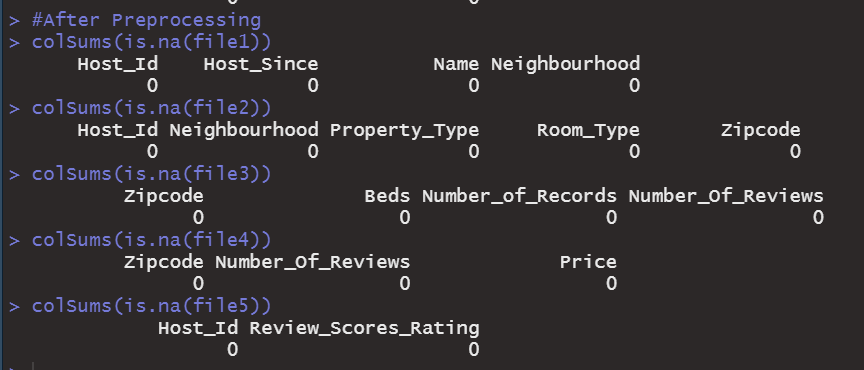 0 0
> #After Preprocessing
> colSums(is.na(file1))
Host_Id Host_Since Name Neighbourhood
0 0 0 0
> colSums(is.na(file2))
Host_Id Neighbourhood Property_Type Room_Type Zipcode
0 0 0 0 0
> colSums(is.na(file3))
Zipcode Beds Number_of_Records Number_Of_Reviews
0 0 0 0
> colSums(is.na(file4))
Zipcode Number_Of_Reviews Price
0 0 0
> colSums(is.na(file5))
Host_Id Review_Scores_Rating
0 0
>